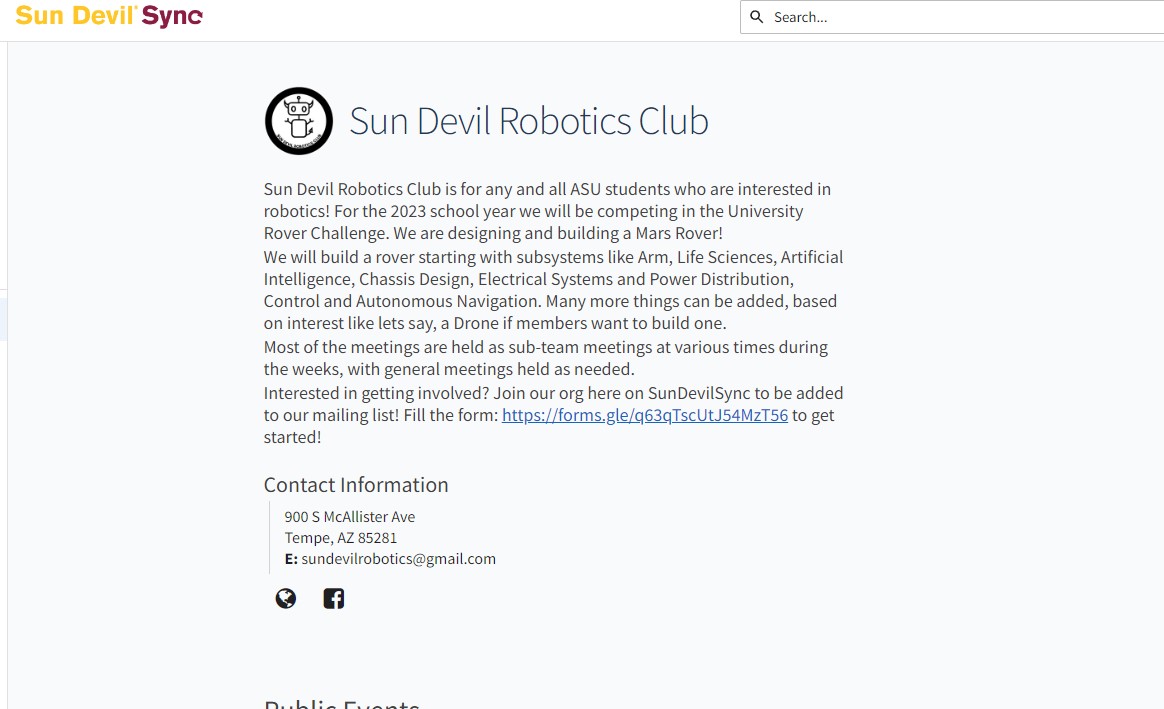 Sun Devil Sync
Search...
Sun Devil Robotics Club
Sun Devil Robotics Club is for any and all ASU students who are interested in
robotics! For the 2023 school year we will be competing in the University
Rover Challenge. We are designing and building a Mars Rover!
We will build a rover starting with subsystems like Arm, Life Sciences, Artificial
Intelligence, Chassis Design, Electrical Systems and Power Distribution,
Control and Autonomous Navigation. Many more things can be added, based
on interest like lets say, a Drone if members want to build one.
Most of the meetings are held as sub-team meetings at various times during
the weeks, with general meetings held as needed.
Interested in getting involved? Join our org here on SunDevilSync to be added
to our mailing list! Fill the form: https://forms.gle/q63qTscUtJ54MzT56 to get
started!
Contact Information
900 S McAllister Ave
Tempe, AZ 85281
E: sundevilrobotics@gmail.com
Public Events